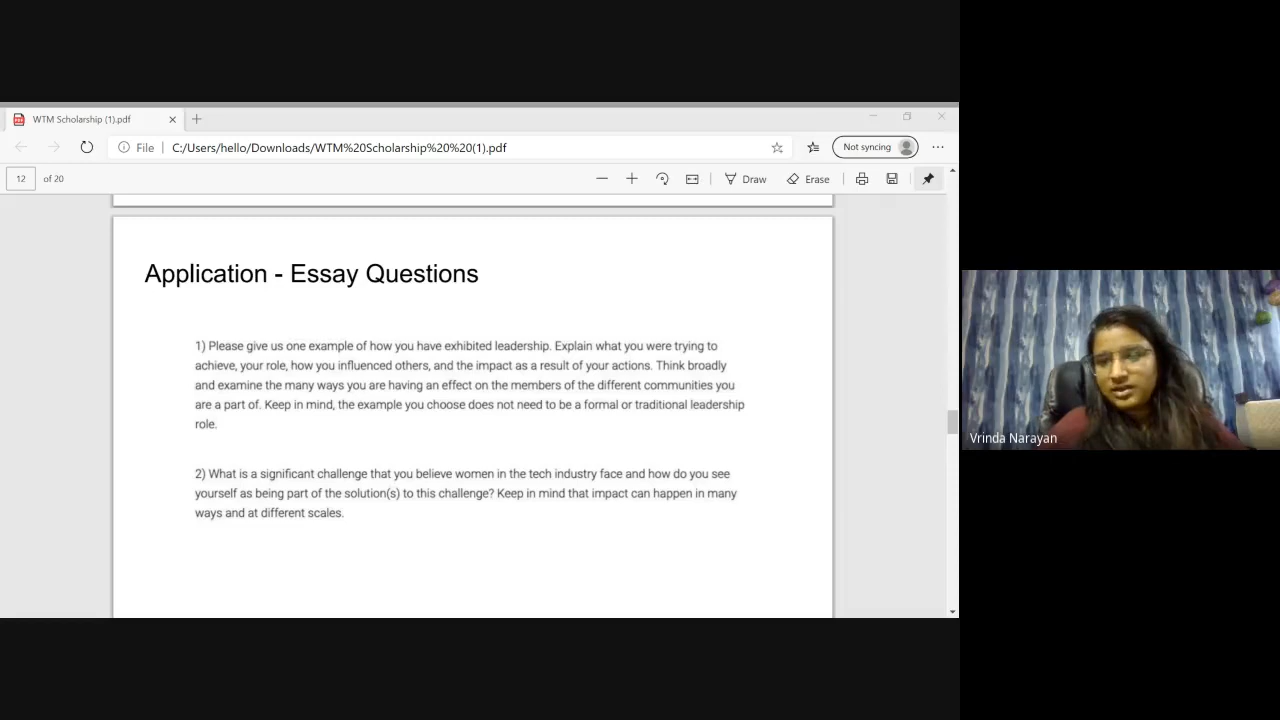 WTM Scholarship (1).pdf
File C:/Users/hello/Downloads/WTM%20Scholarship%20%20(1).pdf Not syncing
12 of 20 Draw Erase
Application - Essay Questions
1) Please give us one example of how you have exhibited leadership. Explain what you were trying to
achieve, your role, how you influenced others, and the impact as a result of your actions. Think broadly
and examine the many ways you are having an effect on the members of the different communities you
are a part of. Keep in mind, the example you choose does not need to be a formal or traditional leadership
role.
2) What is a significant challenge that you believe women in the tech industry face and how do you see
yourself as being part of the solution(s) to this challenge? Keep in mind that impact can happen in many
ways and at different scales.
Vrinda Narayan